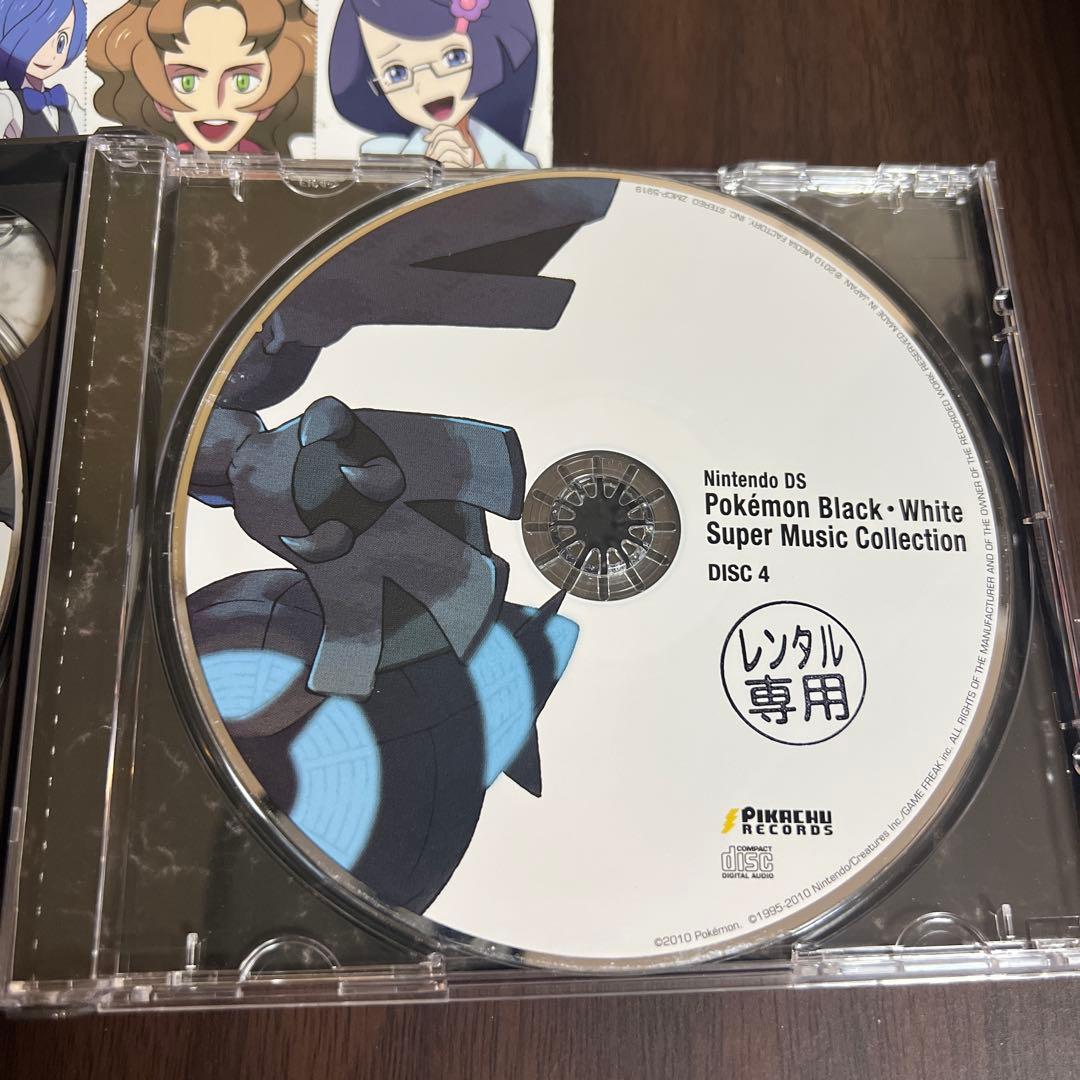 Nintendo DS
Pokémon Black・White
Super Music Collection
DISC 4
レンタル
専用
PIKACHU
RECORDS
COMPACT
disc
DIGITAL AUDIO
©2010 Pokémon. ©1995-2010 Nintendo/Creatures Inc./GAME FREAK inc. ALL RIGHTS OF THE MANUFACTURER AND OF THE OWNER OF THE RECORDED WORK RESERVED MADE IN JAPAN ℗2010 MEDIA FACTORY, INC. STEREO ZMCP-5919